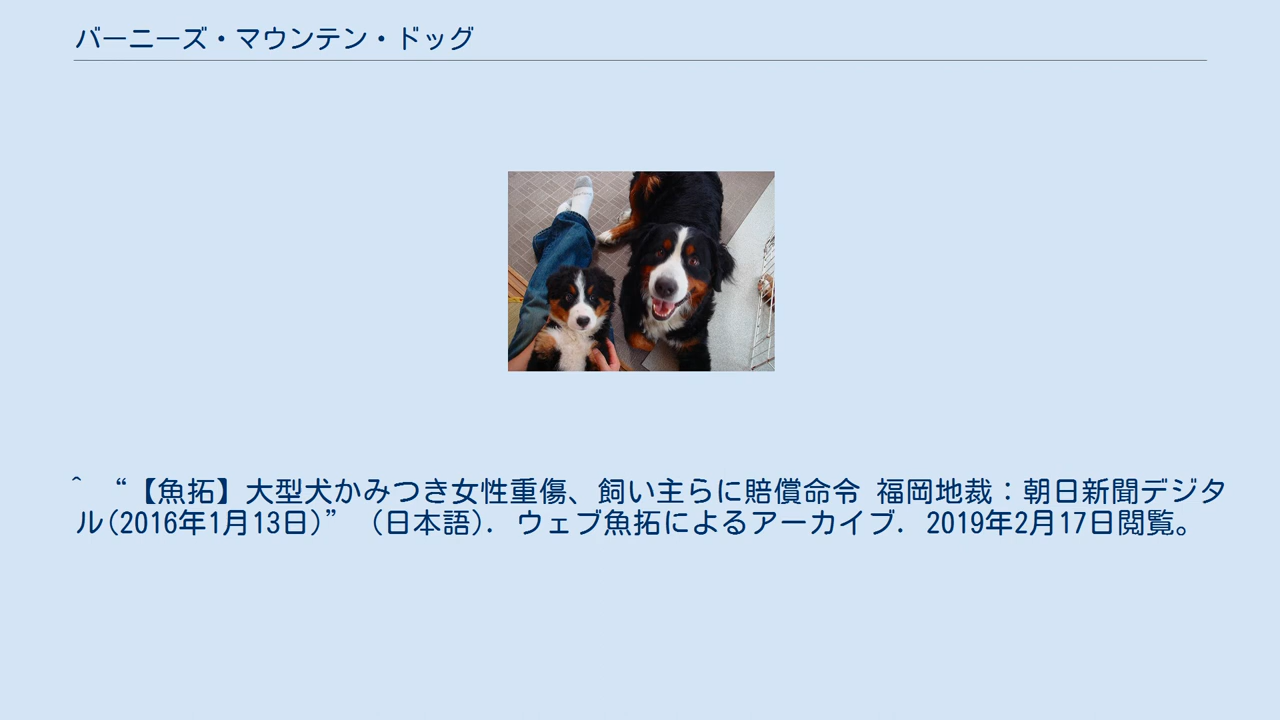 バーニーズ・マウンテン・ドッグ
^ “【魚拓】大型犬かみつき女性重傷、飼い主らに賠償命令 福岡地裁：朝日新聞デジタ
ル(2016年1月13日)” (日本語). ウェブ魚拓によるアーカイブ. 2019年2月17日閲覧。